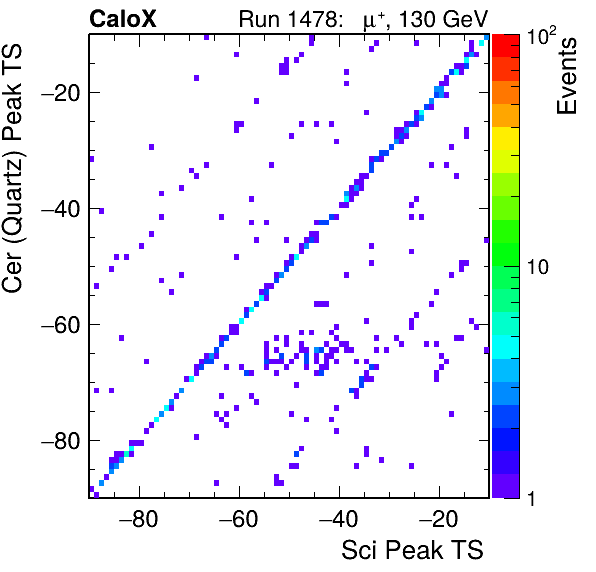 CaloX Run 1478: μ⁺, 130 GeV
Cer (Quartz) Peak TS
−20
−40
−60
−80
−80 −60 −40 −20
Sci Peak TS
10²
10
1
Events